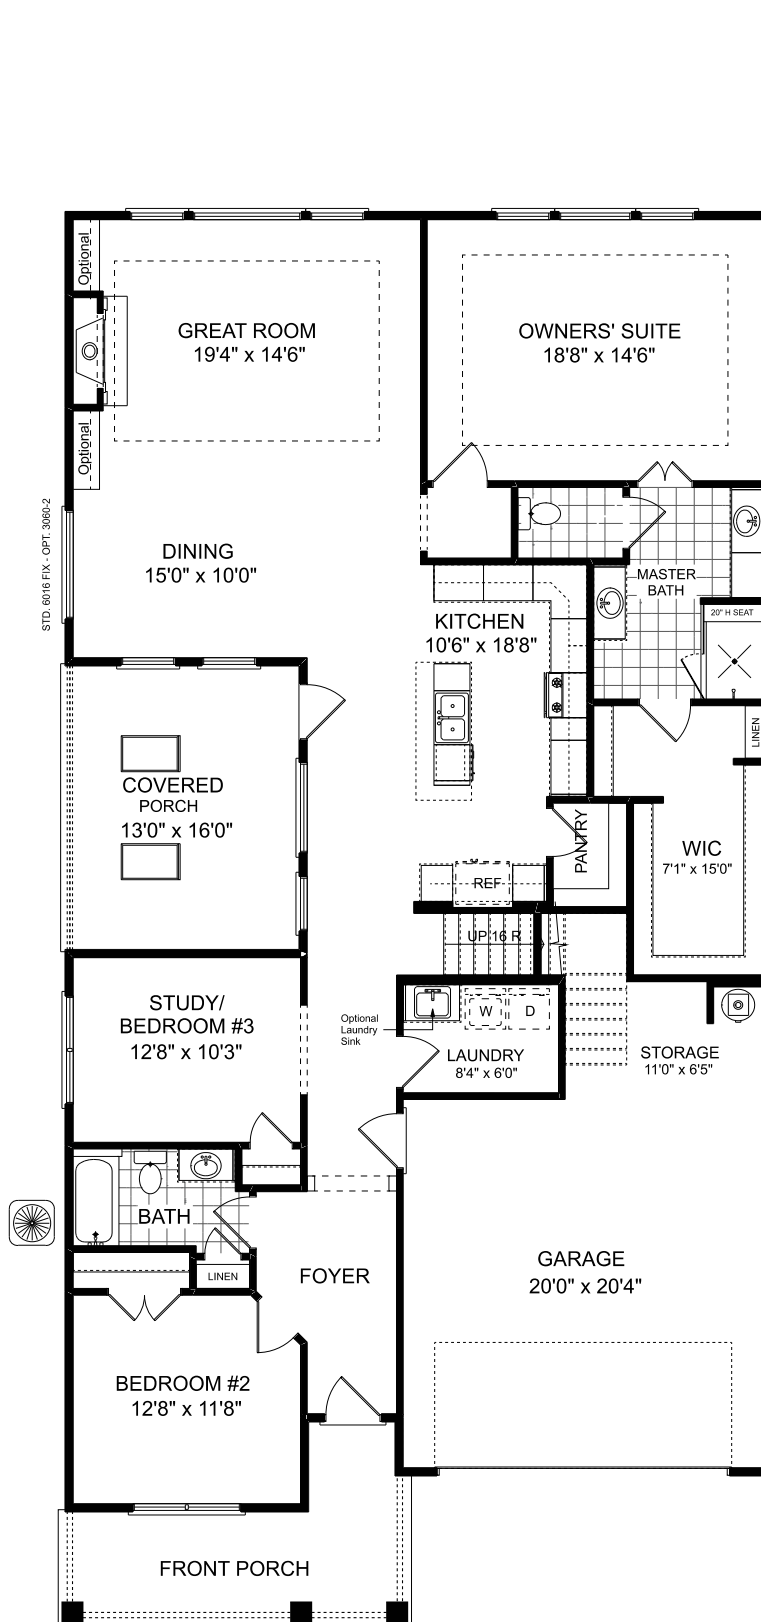 Optional
GREAT ROOM
19'4" x 14'6"
OWNERS' SUITE
18'8" x 14'6"
Optional
STD. 6016 FIX - OPT. 3060-2
DINING
15'0" x 10'0"
MASTER
BATH
20" H SEAT
KITCHEN
10'6" x 18'8"
LINEN
COVERED
PORCH
13'0" x 16'0"
PANTRY
WIC
7'1" x 15'0"
REF
UP 16 R
STUDY/
BEDROOM #3
12'8" x 10'3"
Optional
Laundry
Sink
W
D
LAUNDRY
8'4" x 6'0"
STORAGE
11'0" x 6'5"
BATH
LINEN
FOYER
GARAGE
20'0" x 20'4"
BEDROOM #2
12'8" x 11'8"
FRONT PORCH